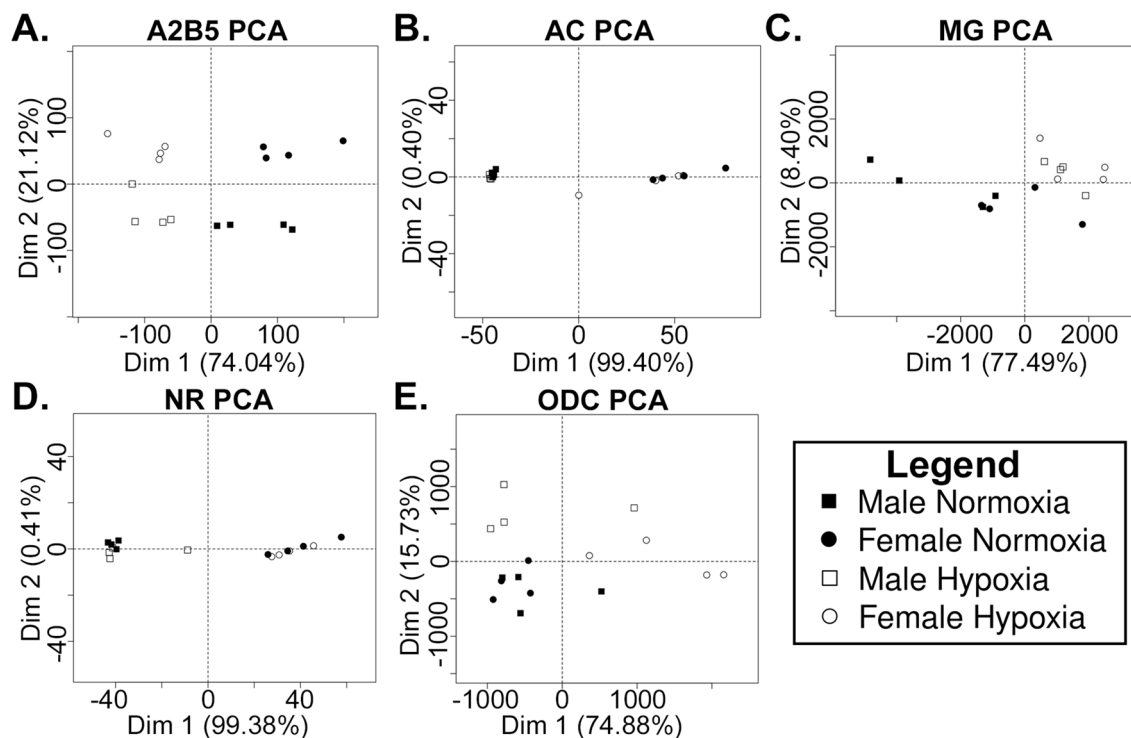 A.
A2B5 PCA
Dim 2 (21.12%)
100
0
-100
-100
0
100
Dim 1 (74.04%)
B.
AC PCA
Dim 2 (0.40%)
40
0
-40
-50
0
50
Dim 1 (99.40%)
C.
MG PCA
Dim 2 (8.40%)
2000
0
-2000
-2000
0
2000
Dim 1 (77.49%)
D.
NR PCA
Dim 2 (0.41%)
40
0
-40
-40
0
40
Dim 1 (99.38%)
E.
ODC PCA
Dim 2 (15.73%)
1000
0
-1000
-1000
0
1000
Dim 1 (74.88%)
Legend
Male Normoxia
Female Normoxia
Male Hypoxia
Female Hypoxia